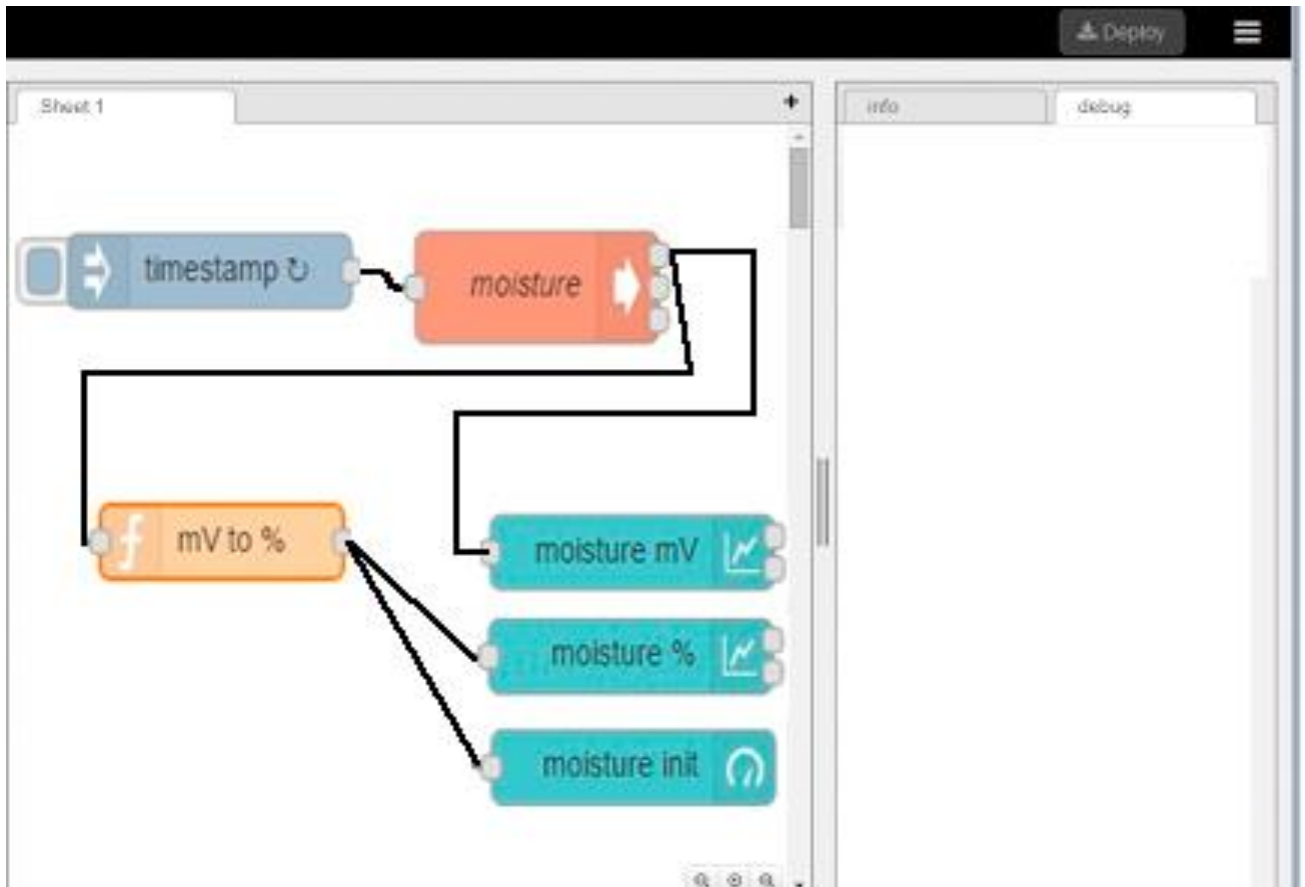 Deploy
Sheet 1
+
info
debug
timestamp ↻
moisture
mV to %
moisture mV
moisture %
moisture init